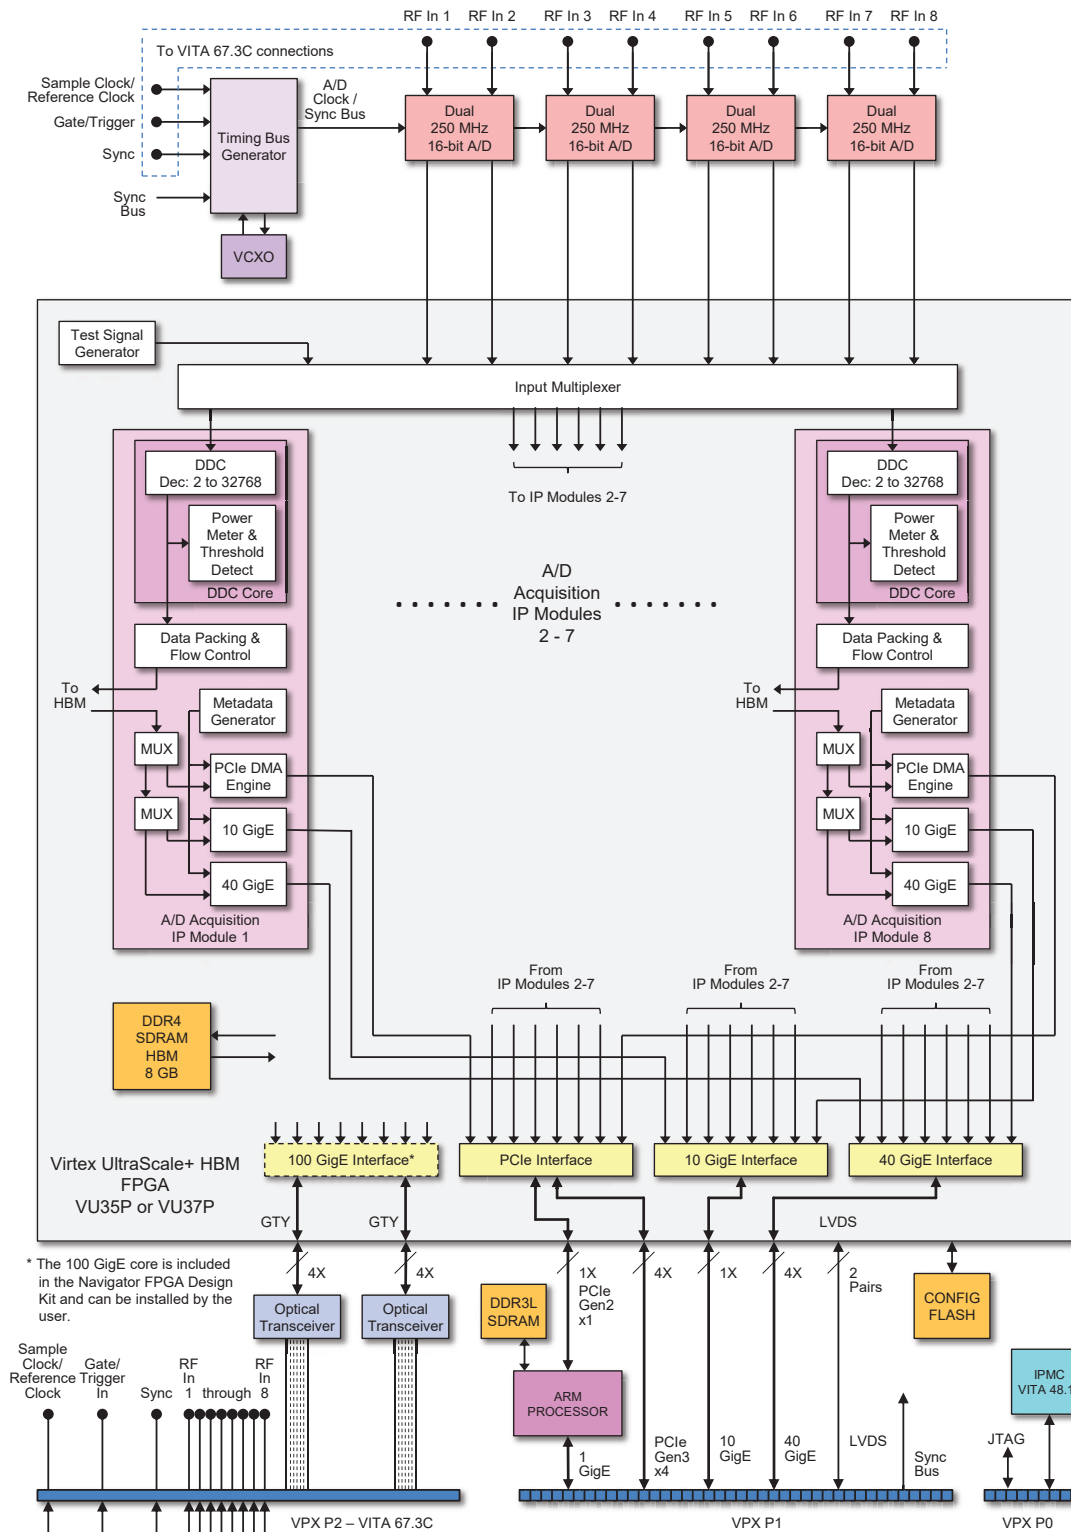 RF In 1 RF In 2 RF In 3 RF In 4 RF In 5 RF In 6 RF In 7 RF In 8
To VITA 67.3C connections
Sample Clock/
Reference Clock
Gate/Trigger
Sync
Sync
Bus
Timing Bus
Generator
VCXO
A/D
Clock /
Sync Bus
Dual
250 MHz
16-bit A/D
Dual
250 MHz
16-bit A/D
Dual
250 MHz
16-bit A/D
Dual
250 MHz
16-bit A/D
Test Signal
Generator
Input Multiplexer
To IP Modules 2-7
DDC
Dec: 2 to 32768
Power
Meter &
Threshold
Detect
DDC Core
Data Packing &
Flow Control
To
HBM
Metadata
Generator
MUX
PCIe DMA
Engine
MUX
10 GigE
40 GigE
A/D Acquisition
IP Module 1
A/D
Acquisition
IP Modules
2 - 7
DDC
Dec: 2 to 32768
Power
Meter &
Threshold
Detect
DDC Core
Data Packing &
Flow Control
To
HBM
Metadata
Generator
MUX
PCIe DMA
Engine
MUX
10 GigE
40 GigE
A/D Acquisition
IP Module 8
From
IP Modules 2-7
From
IP Modules 2-7
From
IP Modules 2-7
DDR4
SDRAM
HBM
8 GB
Virtex UltraScale+ HBM
FPGA
VU35P or VU37P
100 GigE Interface*
PCIe Interface
10 GigE Interface
40 GigE Interface
GTY
GTY
LVDS
* The 100 GigE core is included
in the Navigator FPGA Design
Kit and can be installed by the
user.
4X
4X
1X
PCIe
Gen2
x1
4X
1X
4X
2
Pairs
Optical
Transceiver
Optical
Transceiver
DDR3L
SDRAM
CONFIG
FLASH
ARM
PROCESSOR
IPMC
VITA 48.1
Sample
Clock/
Reference
Clock
Gate/
Trigger
In
Sync
RF
In
1
through
RF
In
8
1
GigE
PCIe
Gen3
x4
10
GigE
40
GigE
LVDS
Sync
Bus
JTAG
VPX P2 – VITA 67.3C
VPX P1
VPX P0